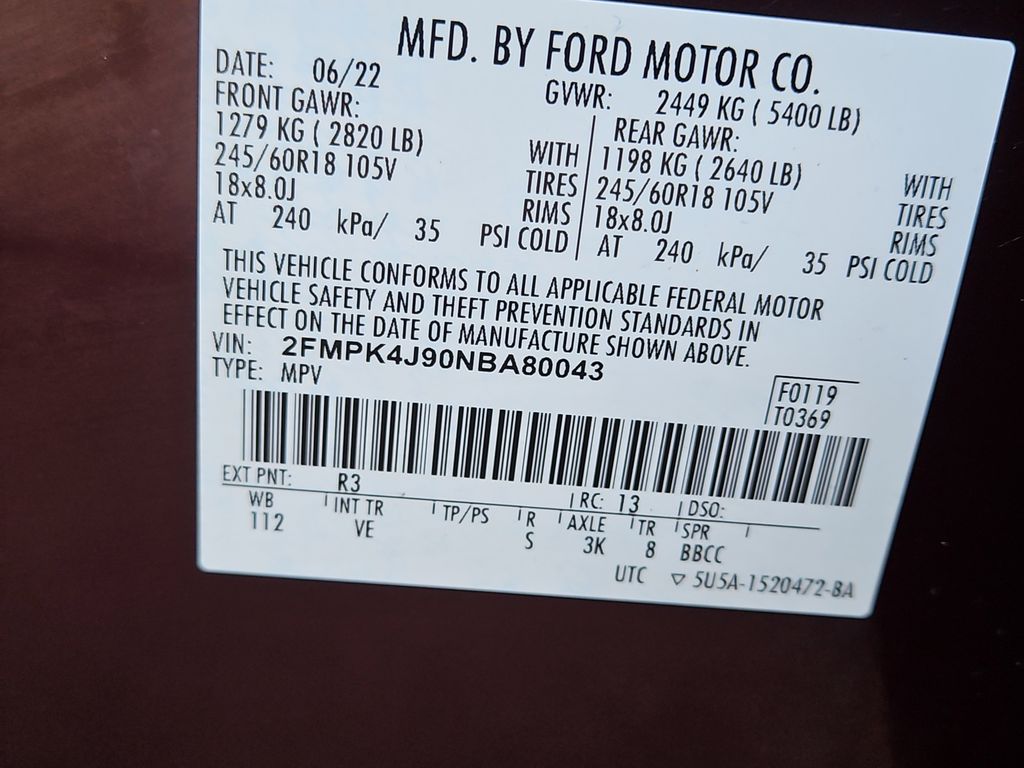 MFD. BY FORD MOTOR CO.
DATE: 06/22 GVWR: 2449 KG ( 5400 LB)
FRONT GAWR: REAR GAWR:
1279 KG ( 2820 LB) WITH 1198 KG ( 2640 LB) WITH
245/60R18 105V TIRES 245/60R18 105V TIRES
18x8.0J RIMS 18x8.0J RIMS
AT 240 kPa/ 35 PSI COLD AT 240 kPa/ 35 PSI COLD
THIS VEHICLE CONFORMS TO ALL APPLICABLE FEDERAL MOTOR
VEHICLE SAFETY AND THEFT PREVENTION STANDARDS IN
EFFECT ON THE DATE OF MANUFACTURE SHOWN ABOVE.
VIN: 2FMPK4J90NBA80043
TYPE: MPV
F0119
T0369
EXT PNT: R3 RC: 13 DSO:
WB INT TR TP/PS R AXLE TR SPR
112 VE S 3K 8 BBCC
UTC ▽ 5U5A-1520472-BA